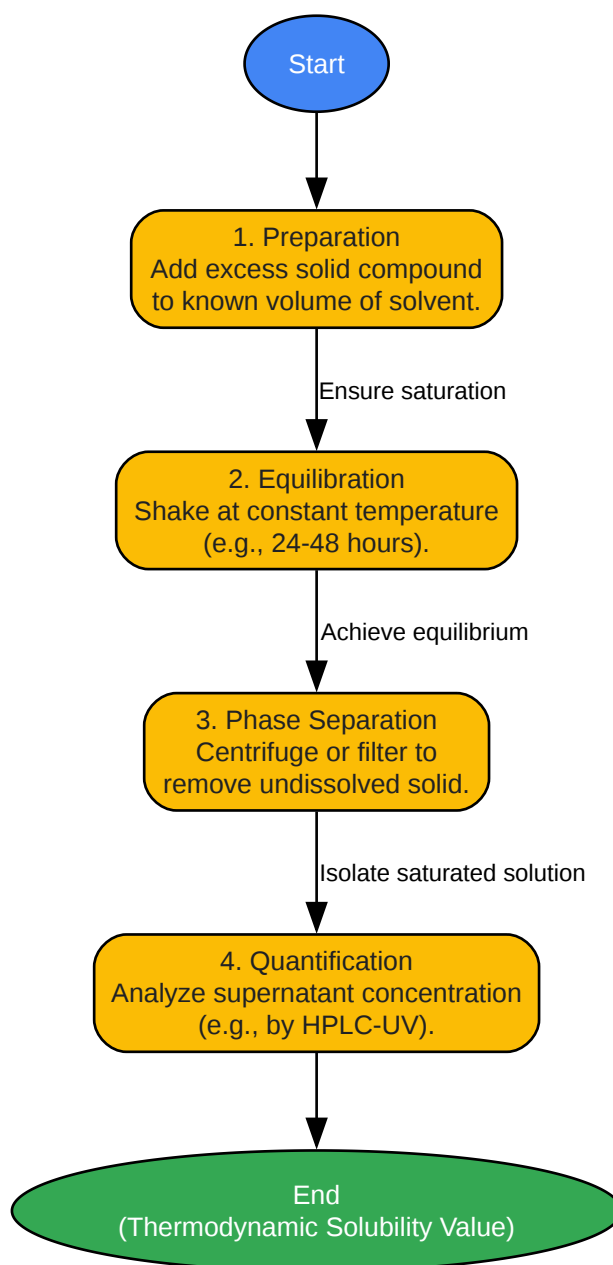 Start
1. Preparation
Add excess solid compound
to known volume of solvent.
Ensure saturation
2. Equilibration
Shake at constant temperature
(e.g., 24-48 hours).
Achieve equilibrium
3. Phase Separation
Centrifuge or filter to
remove undissolved solid.
Isolate saturated solution
4. Quantification
Analyze supernatant concentration
(e.g., by HPLC-UV).
End
(Thermodynamic Solubility Value)